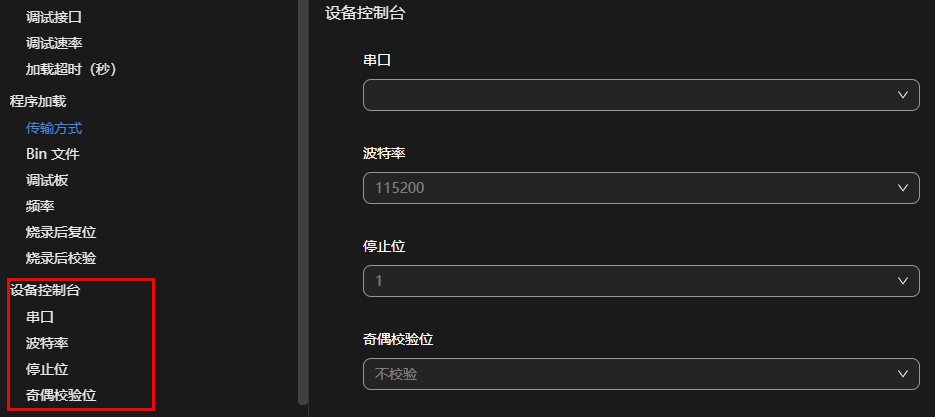 调试接口
调试速率
加载超时（秒）
程序加载
传输方式
Bin 文件
调试板
频率
烧录后复位
烧录后校验
设备控制台
串口
波特率
停止位
奇偶校验位
设备控制台
串口
波特率
115200
停止位
1
奇偶校验位
不校验